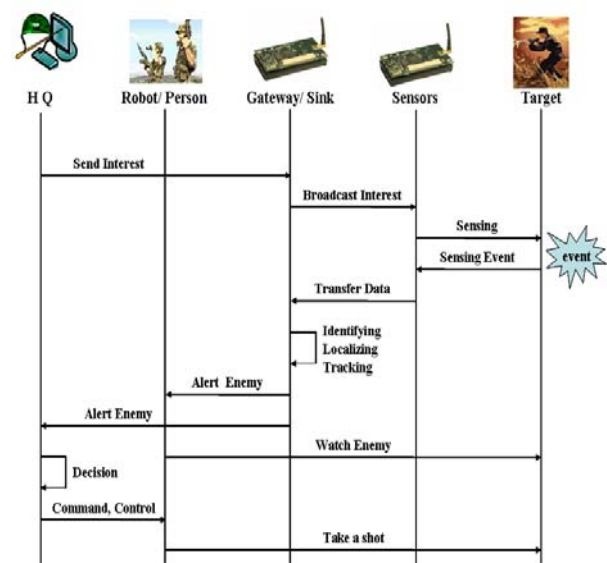 H Q
Robot/ Person
Gateway/ Sink
Sensors
Target
Send Interest
Broadcast Interest
Sensing
Sensing Event
event
Transfer Data
Identifying
Localizing
Tracking
Alert Enemy
Alert Enemy
Watch Enemy
Decision
Command, Control
Take a shot